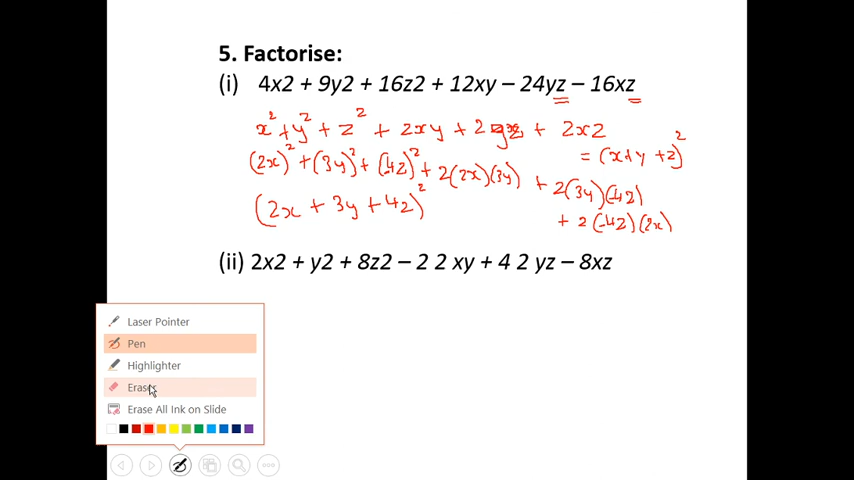 5. Factorise:
(i) 4x2 + 9y2 + 16z2 + 12xy – 24yz – 16xz
x² + y² + z² + 2xy + 2 yz + 2xz
= (x+y +z)²
(2x)² + (3y)² + (-4z)² + 2(2x)(3y) + 2(3y)(-4z)
+ 2(-4z)(2x)
(2x + 3y + 4z)²
(ii) 2x2 + y2 + 8z2 – 2 2 xy + 4 2 yz – 8xz
Laser Pointer
Pen
Highlighter
Eraser
Erase All Ink on Slide